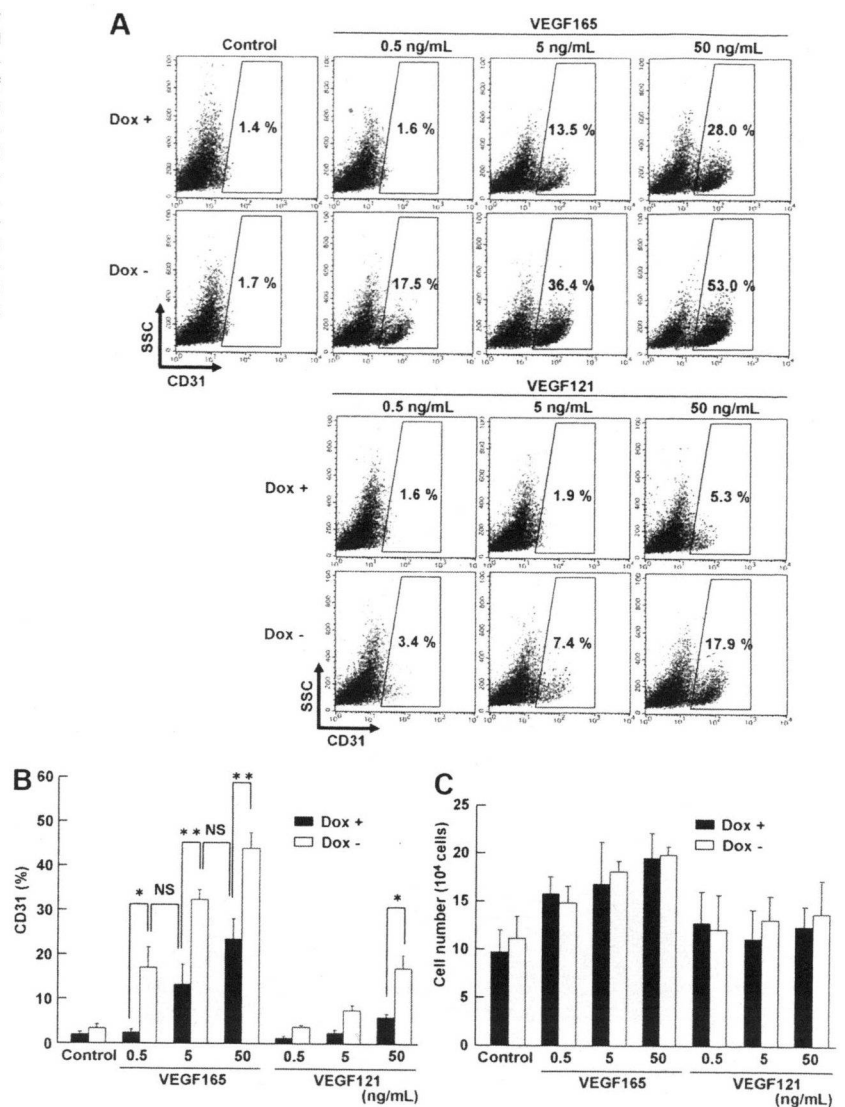 A
VEGF165
Control 0.5 ng/mL 5 ng/mL 50 ng/mL
Dox +
1.4 % 1.6 % 13.5 % 28.0 %
Dox -
1.7 % 17.5 % 36.4 % 53.0 %
SSC
CD31
VEGF121
0.5 ng/mL 5 ng/mL 50 ng/mL
Dox +
1.6 % 1.9 % 5.3 %
Dox -
3.4 % 7.4 % 17.9 %
SSC
CD31
B
CD31 (%)
60
50
40
30
20
10
0
Dox +
Dox -
* NS ** NS ** *
Control 0.5 5 50 0.5 5 50
VEGF165 VEGF121
(ng/mL)
C
Cell number (10⁴ cells)
25
20
15
10
5
0
Dox +
Dox -
Control 0.5 5 50 0.5 5 50
VEGF165 VEGF121
(ng/mL)